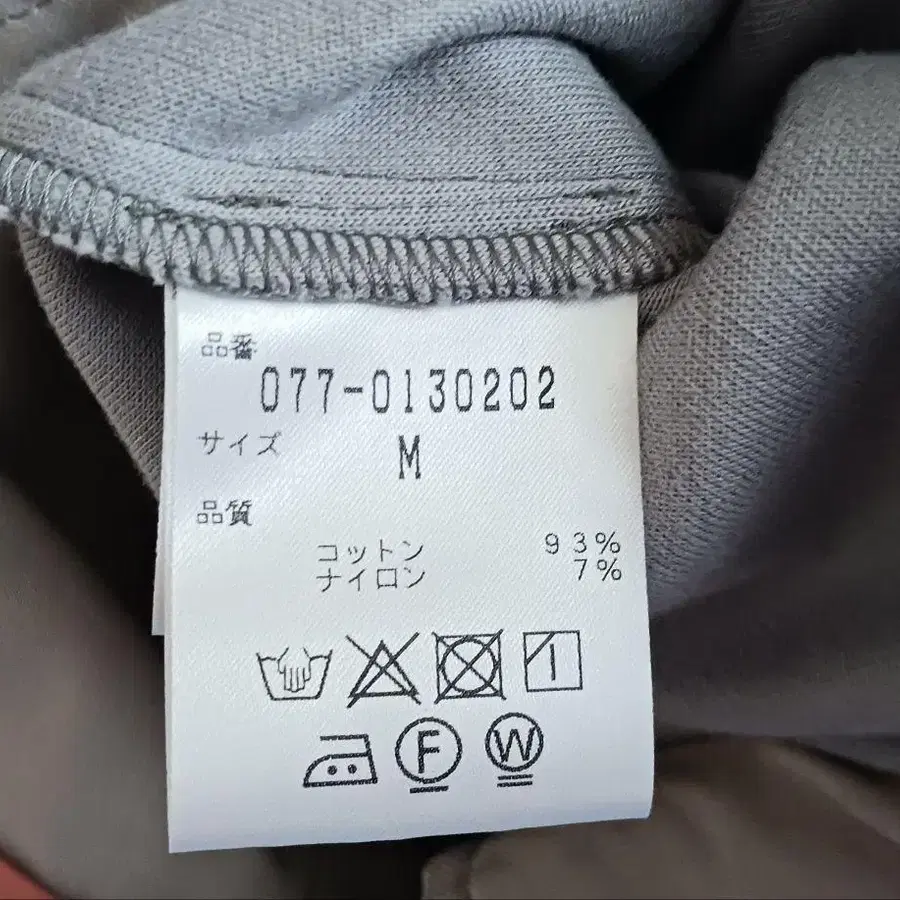 品番
077-0130202
サイズ
M
品質
コットン 93%
ナイロン 7%
F W